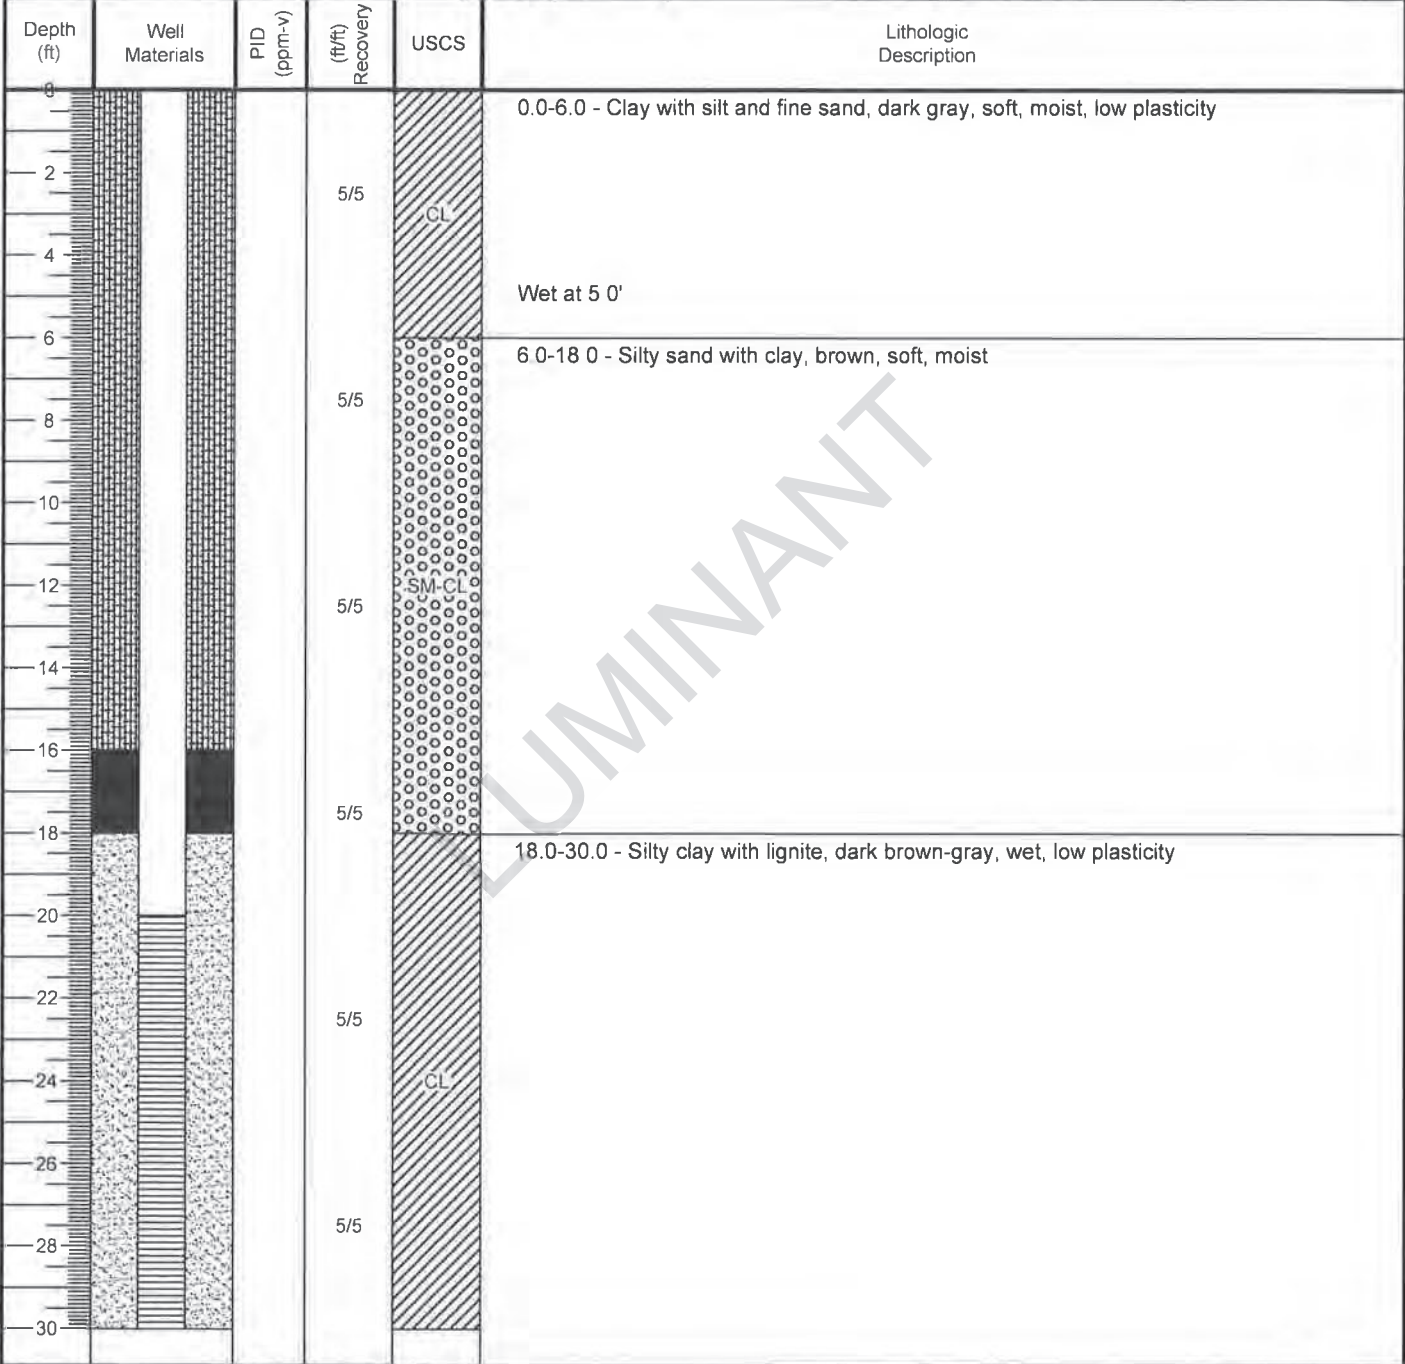 Depth
(ft)
Well
Materials
PID
(ppm-v)
(ft/ft)
Recovery
USCS
Lithologic
Description
0
0.0-6.0 - Clay with silt and fine sand, dark gray, soft, moist, low plasticity
2
5/5
CL
4
Wet at 5 0'
6
6.0-18 0 - Silty sand with clay, brown, soft, moist
5/5
8
10
12
SM-CL
5/5
14
16
5/5
18
18.0-30.0 - Silty clay with lignite, dark brown-gray, wet, low plasticity
20
22
5/5
24
CL
26
5/5
28
30
LUMINANT